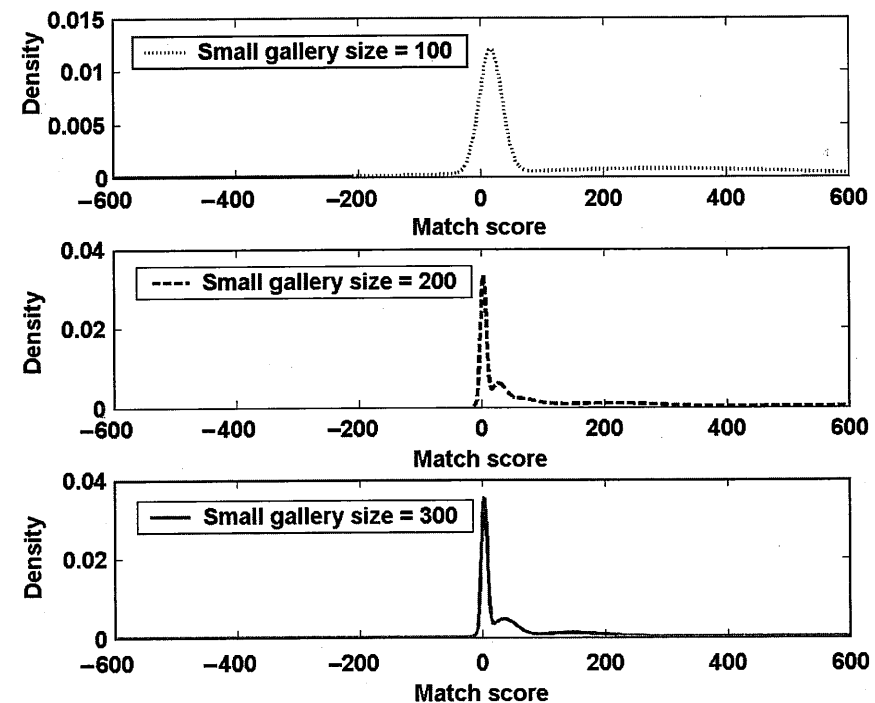 0.015
Small gallery size = 100
0.01
Density
0.005
0
−600 −400 −200 0 200 400 600
Match score
0.04
Small gallery size = 200
Density
0.02
0
−600 −400 −200 0 200 400 600
Match score
0.04
Small gallery size = 300
Density
0.02
0
−600 −400 −200 0 200 400 600
Match score